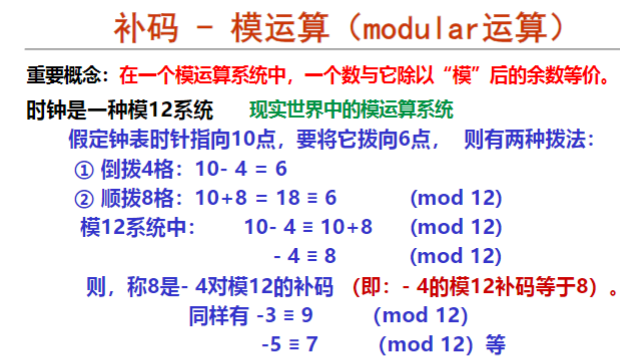 补码 - 模运算（modular运算）
重要概念：在一个模运算系统中，一个数与它除以“模”后的余数等价。
时钟是一种模12系统 现实世界中的模运算系统
假定钟表时针指向10点，要将它拨向6点， 则有两种拨法：
① 倒拨4格：10- 4 = 6
② 顺拨8格：10+8 = 18 ≡ 6 (mod 12)
模12系统中： 10- 4 ≡ 10+8 (mod 12)
- 4 ≡ 8 (mod 12)
则，称8是- 4对模12的补码 （即：- 4的模12补码等于8）。
同样有 -3 ≡ 9 （mod 12）
-5 ≡ 7 （mod 12）等